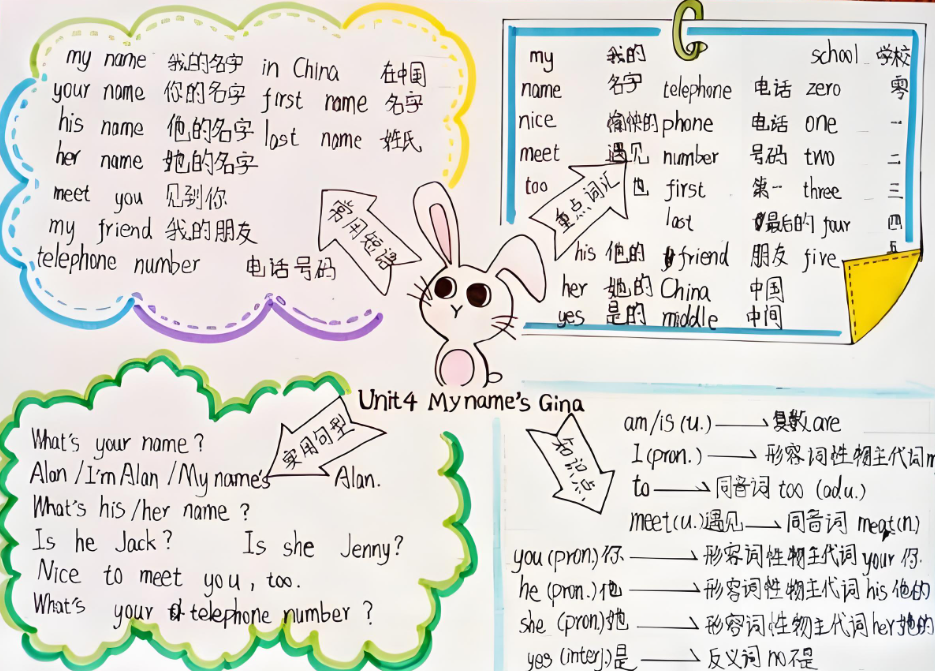 my name 我的名字 in China 在中国
your name 你的名字 first name 名字
his name 他的名字 last name 姓氏
her name 她的名字
meet you 见到你
my friend 我的朋友
telephone number 电话号码
常用短语
my 我的 school 学校
name 名字 telephone 电话 zero 零
nice 愉快的 phone 电话 one 一
meet 遇见 number 号码 two 二
too 也 first 第一 three 三
last 最后的 four 四
his 他的 friend 朋友 five 五
her 她的 China 中国
yes 是的 middle 中间
重点词汇
Unit4 My name's Gina
实用句型
What's your name?
Alan/I'm Alan/My name's Alan.
What's his/her name?
Is he Jack? Is she Jenny?
Nice to meet you, too.
What's your telephone number?
知识点
am/is (u.) → 复数 are
I (pron.) → 形容词性物主代词 m
to → 同音词 too (adu.)
meet (u.) 遇见 → 同音词 meat (n.)
you (pron.) 你 → 形容词性物主代词 your 你
he (pron.) 他 → 形容词性物主代词 his 他的
she (pron) 她 → 形容词性物主代词 her 她的
yes (interj.) 是 → 反义词 no 不是